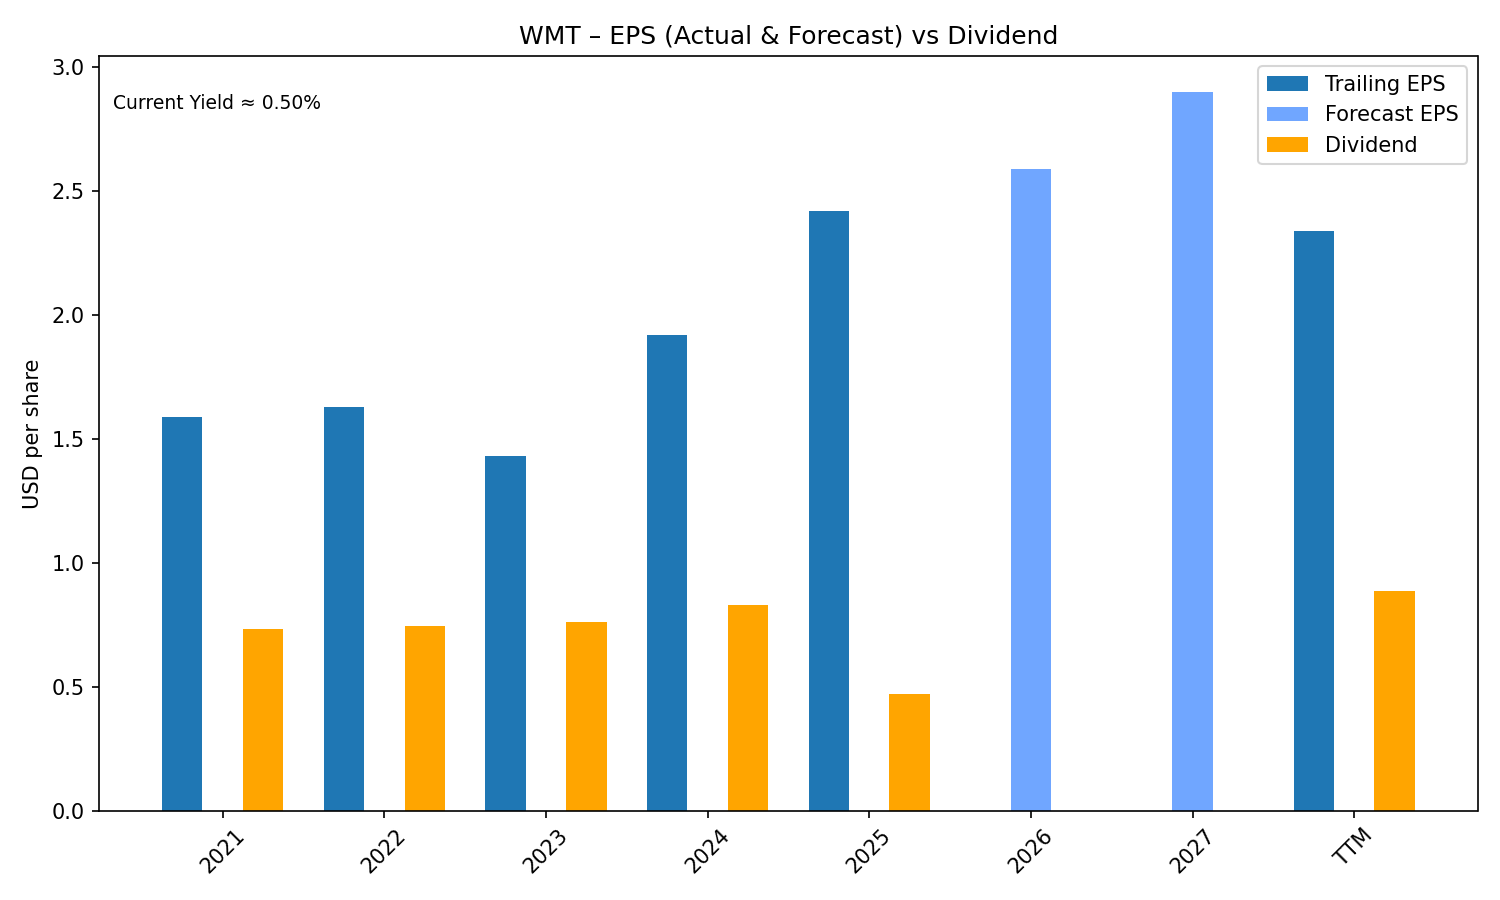 WMT – EPS (Actual & Forecast) vs Dividend
Current Yield ≈ 0.50%
Trailing EPS
Forecast EPS
Dividend
USD per share
3.0
2.5
2.0
1.5
1.0
0.5
0.0
2021
2022
2023
2024
2025
2026
2027
TTM